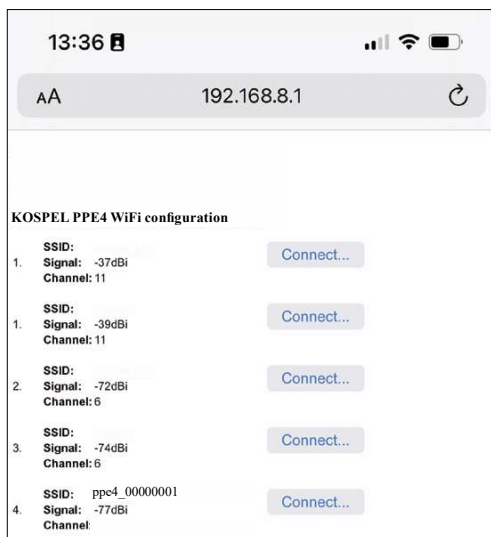 13:36
AA 192.168.8.1
KOSPEL PPE4 WiFi configuration
1. SSID:
Signal: -37dBi
Channel: 11
Connect...
1. SSID:
Signal: -39dBi
Channel: 11
Connect...
2. SSID:
Signal: -72dBi
Channel: 6
Connect...
3. SSID:
Signal: -74dBi
Channel: 6
Connect...
4. SSID: ppe4_00000001
Signal: -77dBi
Channel:
Connect...